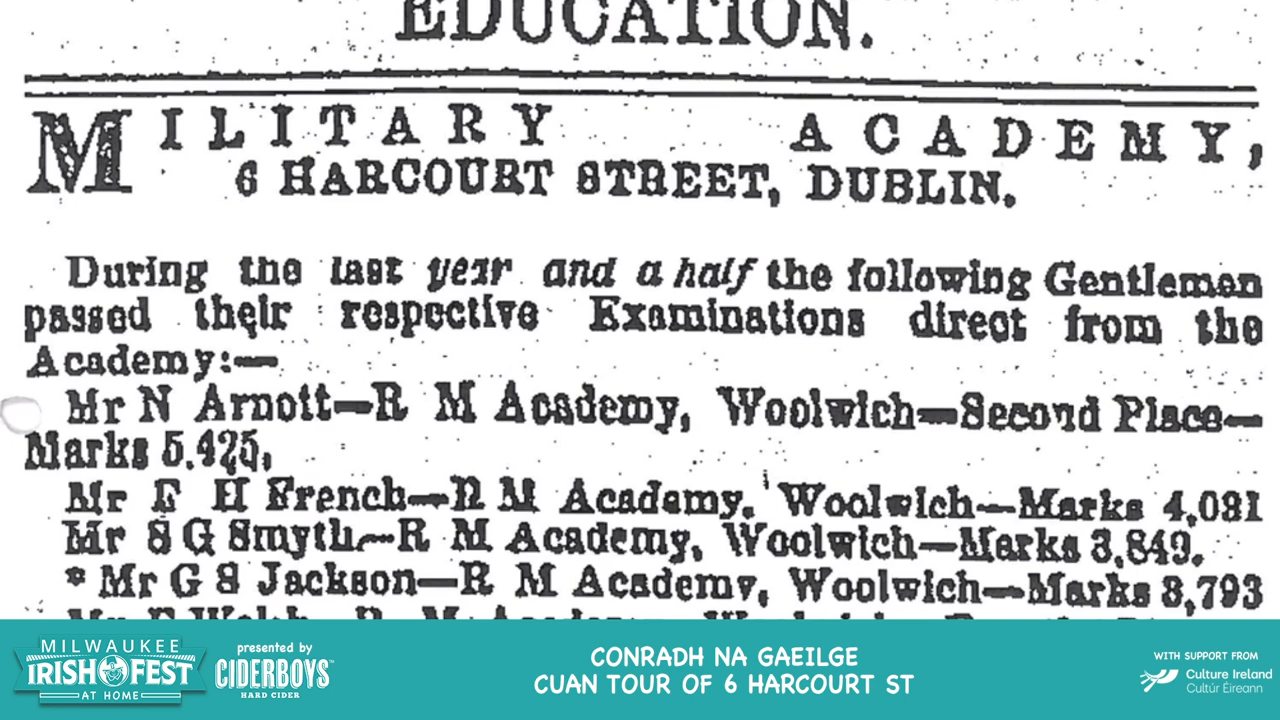 EDUCATION.
MILITARY ACADEMY,
6 HARCOURT STREET, DUBLIN.
During the last year and a half the following Gentlemen
passed their respective Examinations direct from the
Academy:—
Mr N Arnott—R M Academy, Woolwich—Second Place—
Marks 5,425,
Mr F H French—R M Academy, Woolwich—Marks 4,081
Mr S G Smyth—R M Academy, Woolwich—Marks 3,849.
* Mr G S Jackson—R M Academy, Woolwich—Marks 3,793
MILWAUKEE
IRISH FEST
AT HOME
presented by
CIDERBOYS
HARD CIDER
CONRADH NA GAEILGE
CUAN TOUR OF 6 HARCOURT ST
WITH SUPPORT FROM
Culture Ireland
Cultúr Éireann